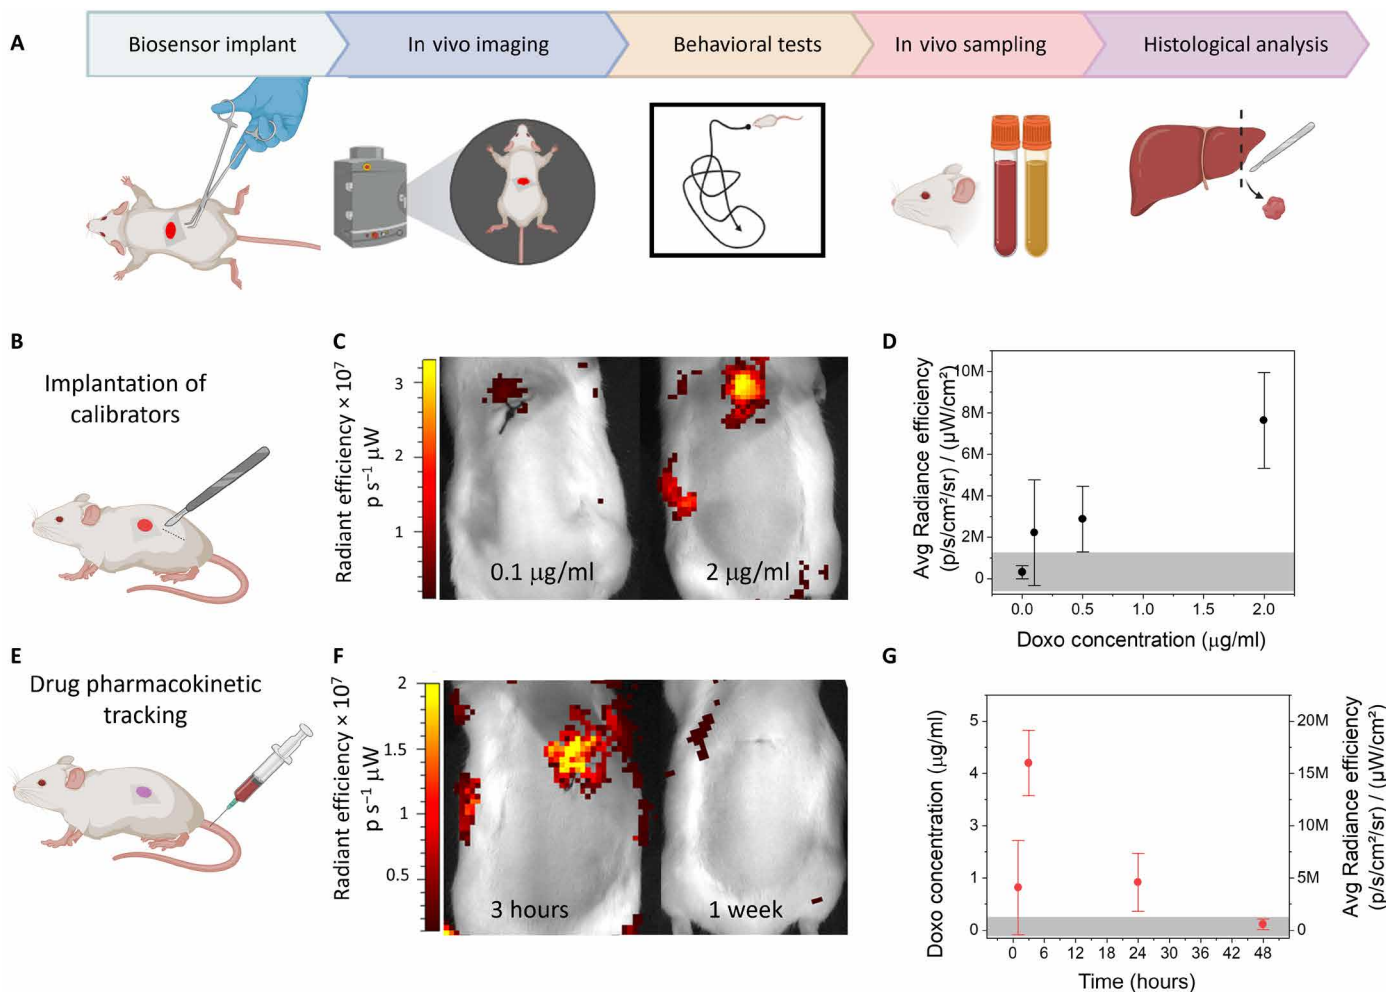 A
Biosensor implant
In vivo imaging
Behavioral tests
In vivo sampling
Histological analysis
B
Implantation of
calibrators
C
Radiant efficiency × 10⁷
p s⁻¹ μW
3
2
1
0.1 μg/ml
2 μg/ml
D
Avg Radiance efficiency
(p/s/cm²/sr) / (μW/cm²)
10M
8M
6M
4M
2M
0
0.0
0.5
1.0
1.5
2.0
Doxo concentration (μg/ml)
E
Drug pharmacokinetic
tracking
F
Radiant efficiency × 10⁷
p s⁻¹ μW
2
1.5
1
0.5
3 hours
1 week
G
Doxo concentration (μg/ml)
5
4
3
1
0
20M
15M
10M
5M
0
Avg Radiance efficiency
(p/s/cm²/sr) / (μW/cm²)
0 6 12 18 24 30 36 42 48
Time (hours)